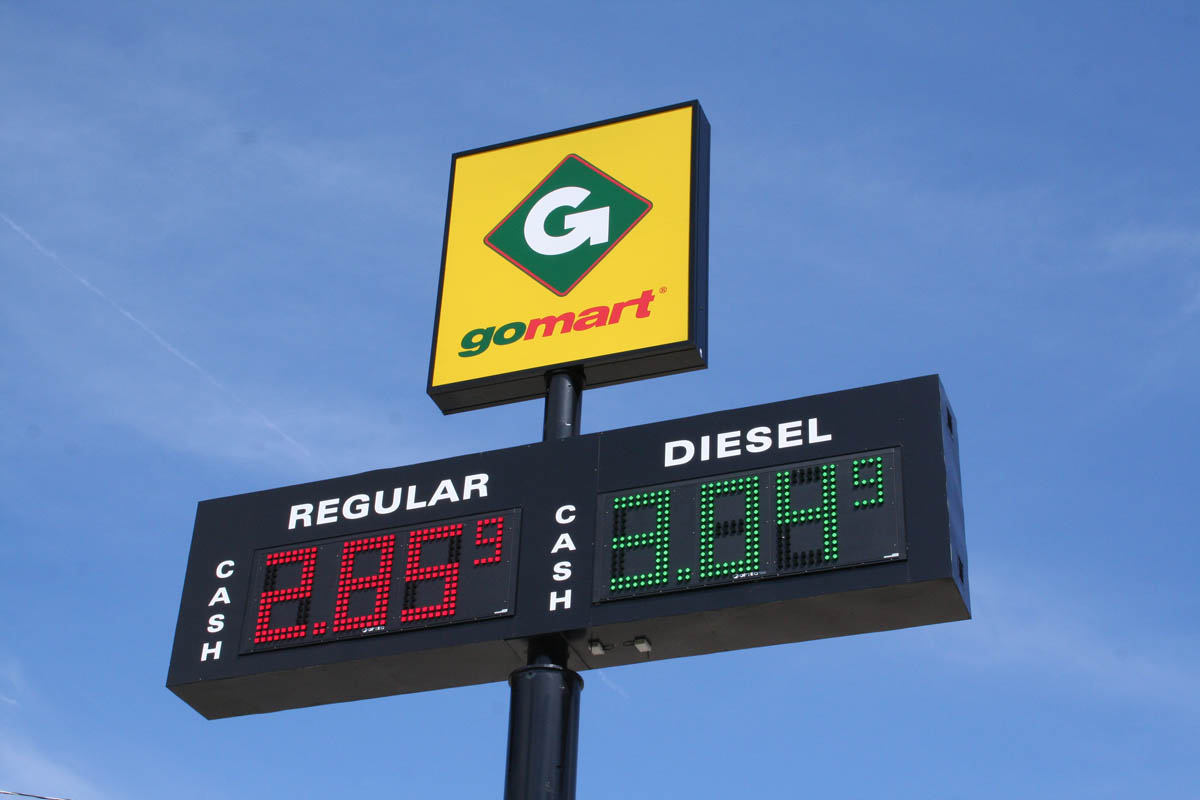 G
gomart®
REGULAR
CASH
2.85 9
DIESEL
CASH
3.04 9